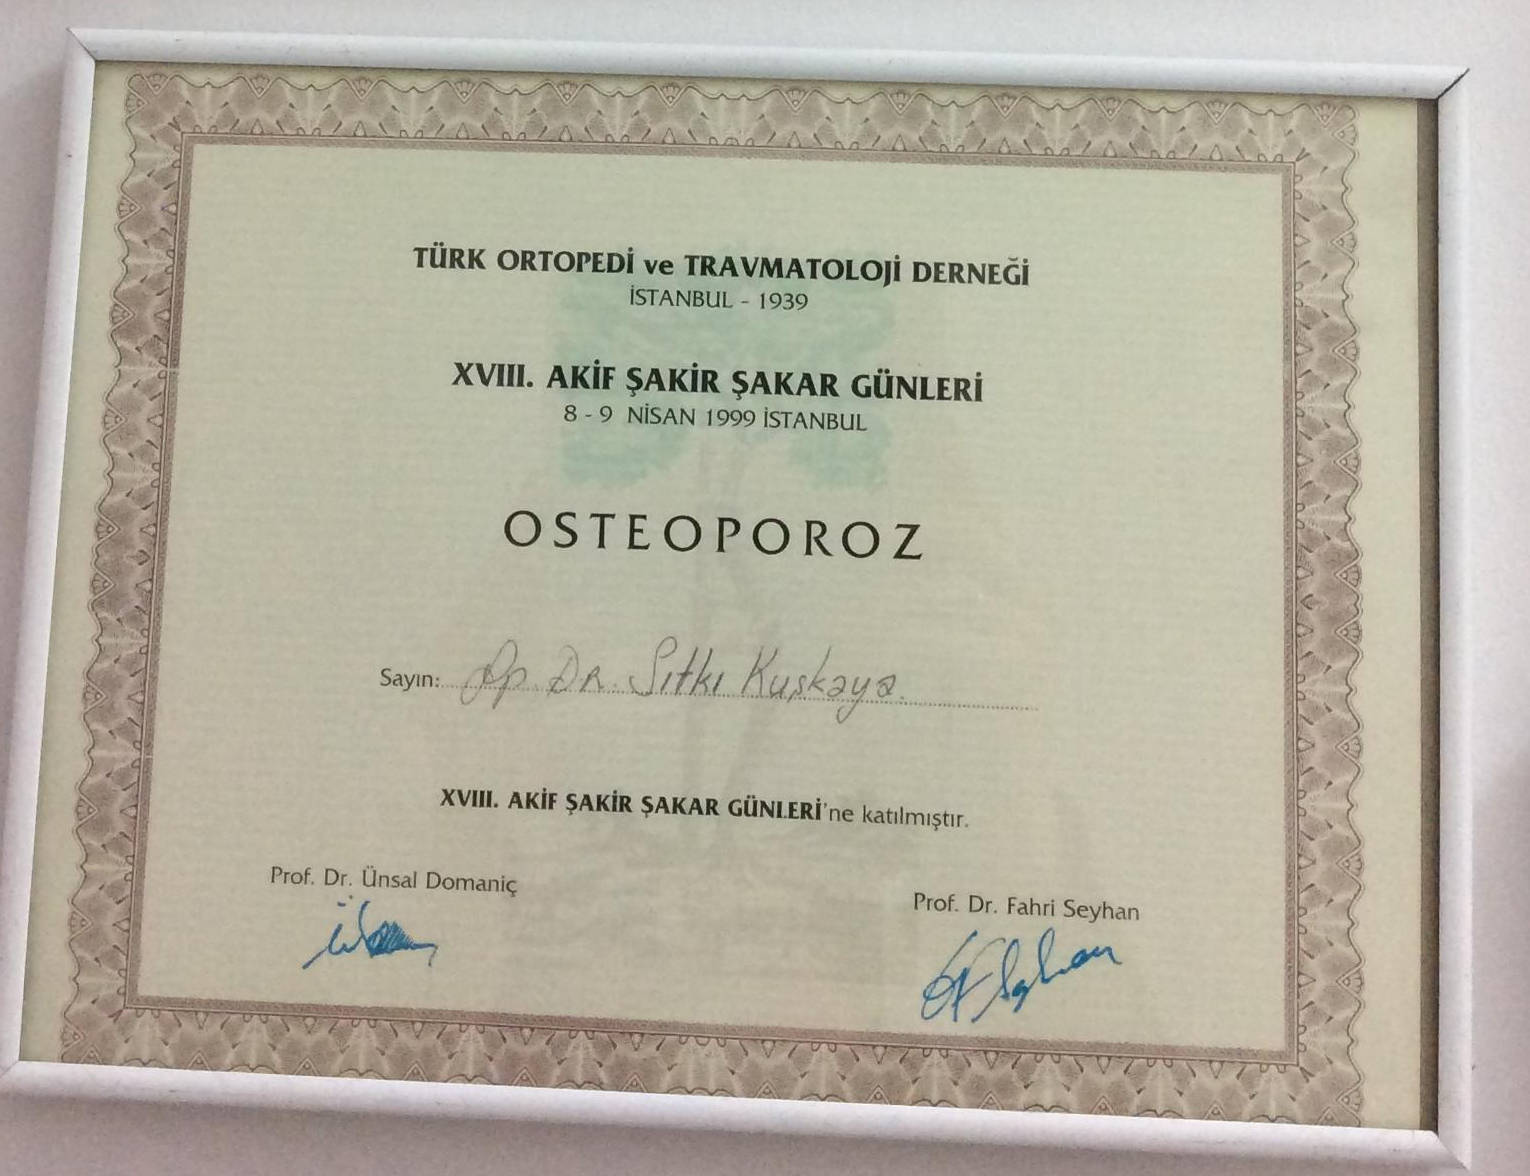 TÜRK ORTOPEDİ ve TRAVMATOLOJİ DERNEĞİ
İSTANBUL - 1939
XVIII. AKİF ŞAKİR ŞAKAR GÜNLERİ
8 - 9 NİSAN 1999 İSTANBUL
OSTEOPOROZ
Sayın: Op. DR. Sıtkı Kuşkaya
XVIII. AKİF ŞAKİR ŞAKAR GÜNLERİ'ne katılmıştır.
Prof. Dr. Ünsal Domaniç
Prof. Dr. Fahri Seyhan